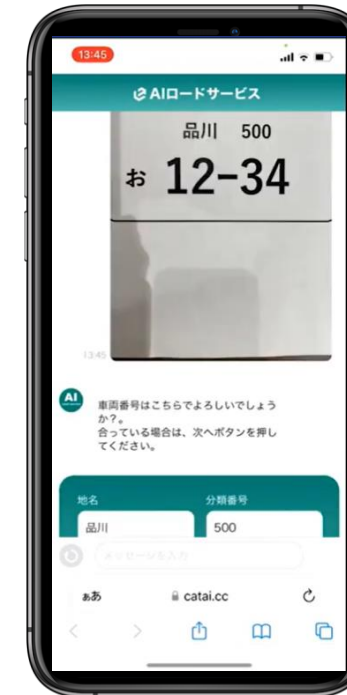 13:45
AIロードサービス
品川 500
お 12-34
13:45
AI
車両番号はこちらでよろしいでしょう
か?。
合っている場合は、次へボタンを押し
てください。
地名 分類番号
品川 500
メッセージを入力
ぁあ catai.cc